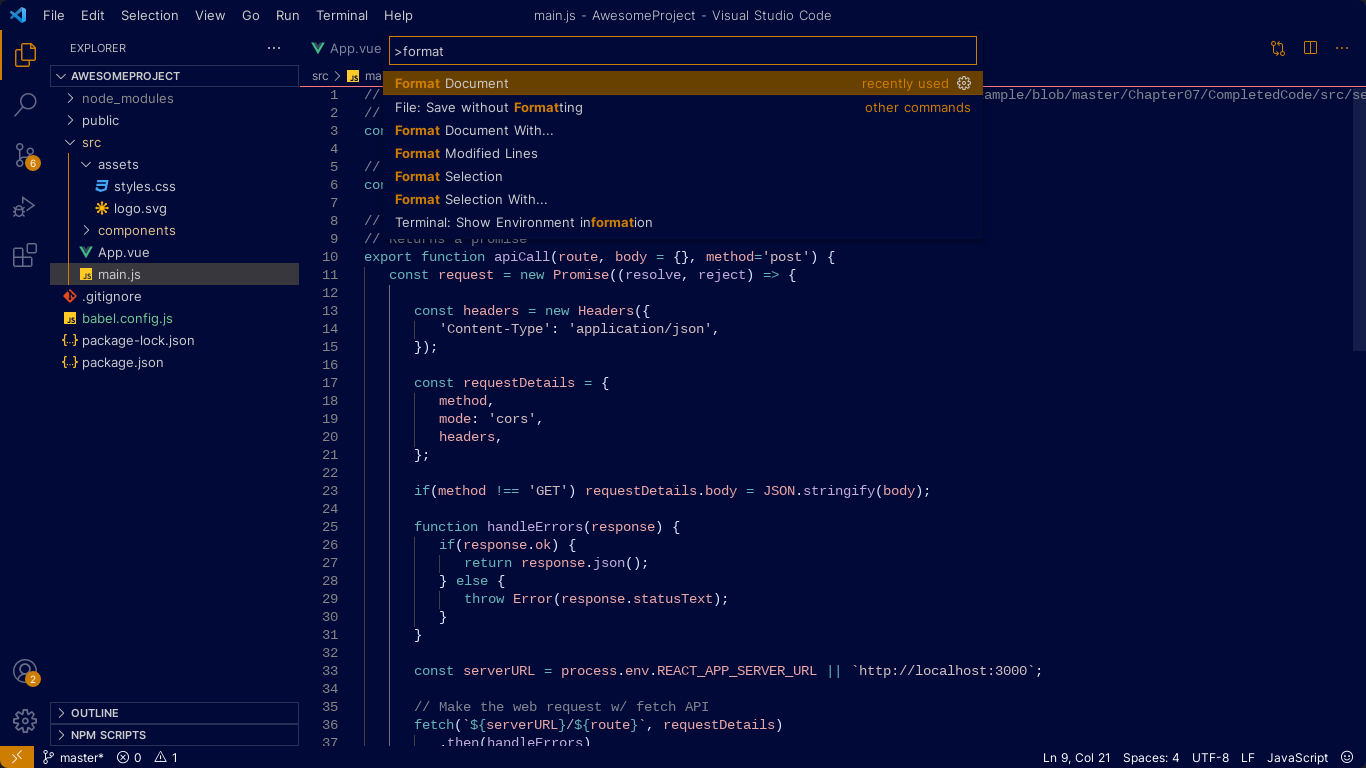 File Edit Selection View Go Run Terminal Help main.js - AwesomeProject - Visual Studio Code
EXPLORER
AWESOMEPROJECT
node_modules
public
src
assets
styles.css
logo.svg
components
App.vue
main.js
.gitignore
babel.config.js
package-lock.json
package.json
OUTLINE
NPM SCRIPTS
6
2
App.vue
>format
src
Format Document recently used
File: Save without Formatting other commands
Format Document With...
Format Modified Lines
Format Selection
Format Selection With...
Terminal: Show Environment information
1 // ample/blob/master/Chapter07/CompletedCode/src/se
2 //
3
4
5 //
6
7
8 //
9 // Returns a promise
10 export function apiCall(route, body = {}, method='post') {
11 const request = new Promise((resolve, reject) => {
12
13 const headers = new Headers({
14 'Content-Type': 'application/json',
15 });
16
17 const requestDetails = {
18 method,
19 mode: 'cors',
20 headers,
21 };
22
23 if(method !== 'GET') requestDetails.body = JSON.stringify(body);
24
25 function handleErrors(response) {
26 if(response.ok) {
27 return response.json();
28 } else {
29 throw Error(response.statusText);
30 }
31 }
32
33 const serverURL = process.env.REACT_APP_SERVER_URL || `http://localhost:3000`;
34
35 // Make the web request w/ fetch API
36 fetch(`${serverURL}/${route}`, requestDetails)
37 .then(handleErrors)
master* 0 1 Ln 9, Col 21 Spaces: 4 UTF-8 LF JavaScript